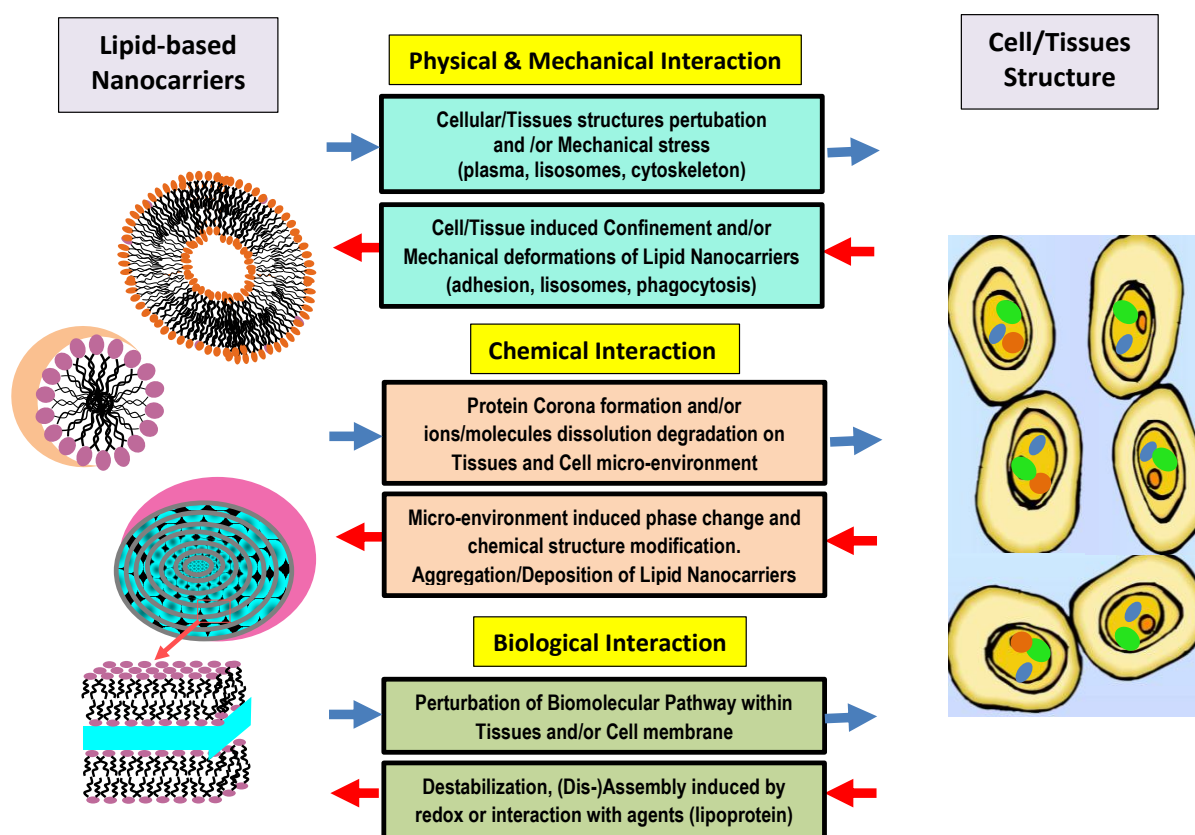 Lipid-based
Nanocarriers
Physical & Mechanical Interaction
Cell/Tissues
Structure
Cellular/Tissues structures pertubation
and /or Mechanical stress
(plasma, lisosomes, cytoskeleton)
Cell/Tissue induced Confinement and/or
Mechanical deformations of Lipid Nanocarriers
(adhesion, lisosomes, phagocytosis)
Chemical Interaction
Protein Corona formation and/or
ions/molecules dissolution degradation on
Tissues and Cell micro-environment
Micro-environment induced phase change and
chemical structure modification.
Aggregation/Deposition of Lipid Nanocarriers
Biological Interaction
Perturbation of Biomolecular Pathway within
Tissues and/or Cell membrane
Destabilization, (Dis-)Assembly induced by
redox or interaction with agents (lipoprotein)